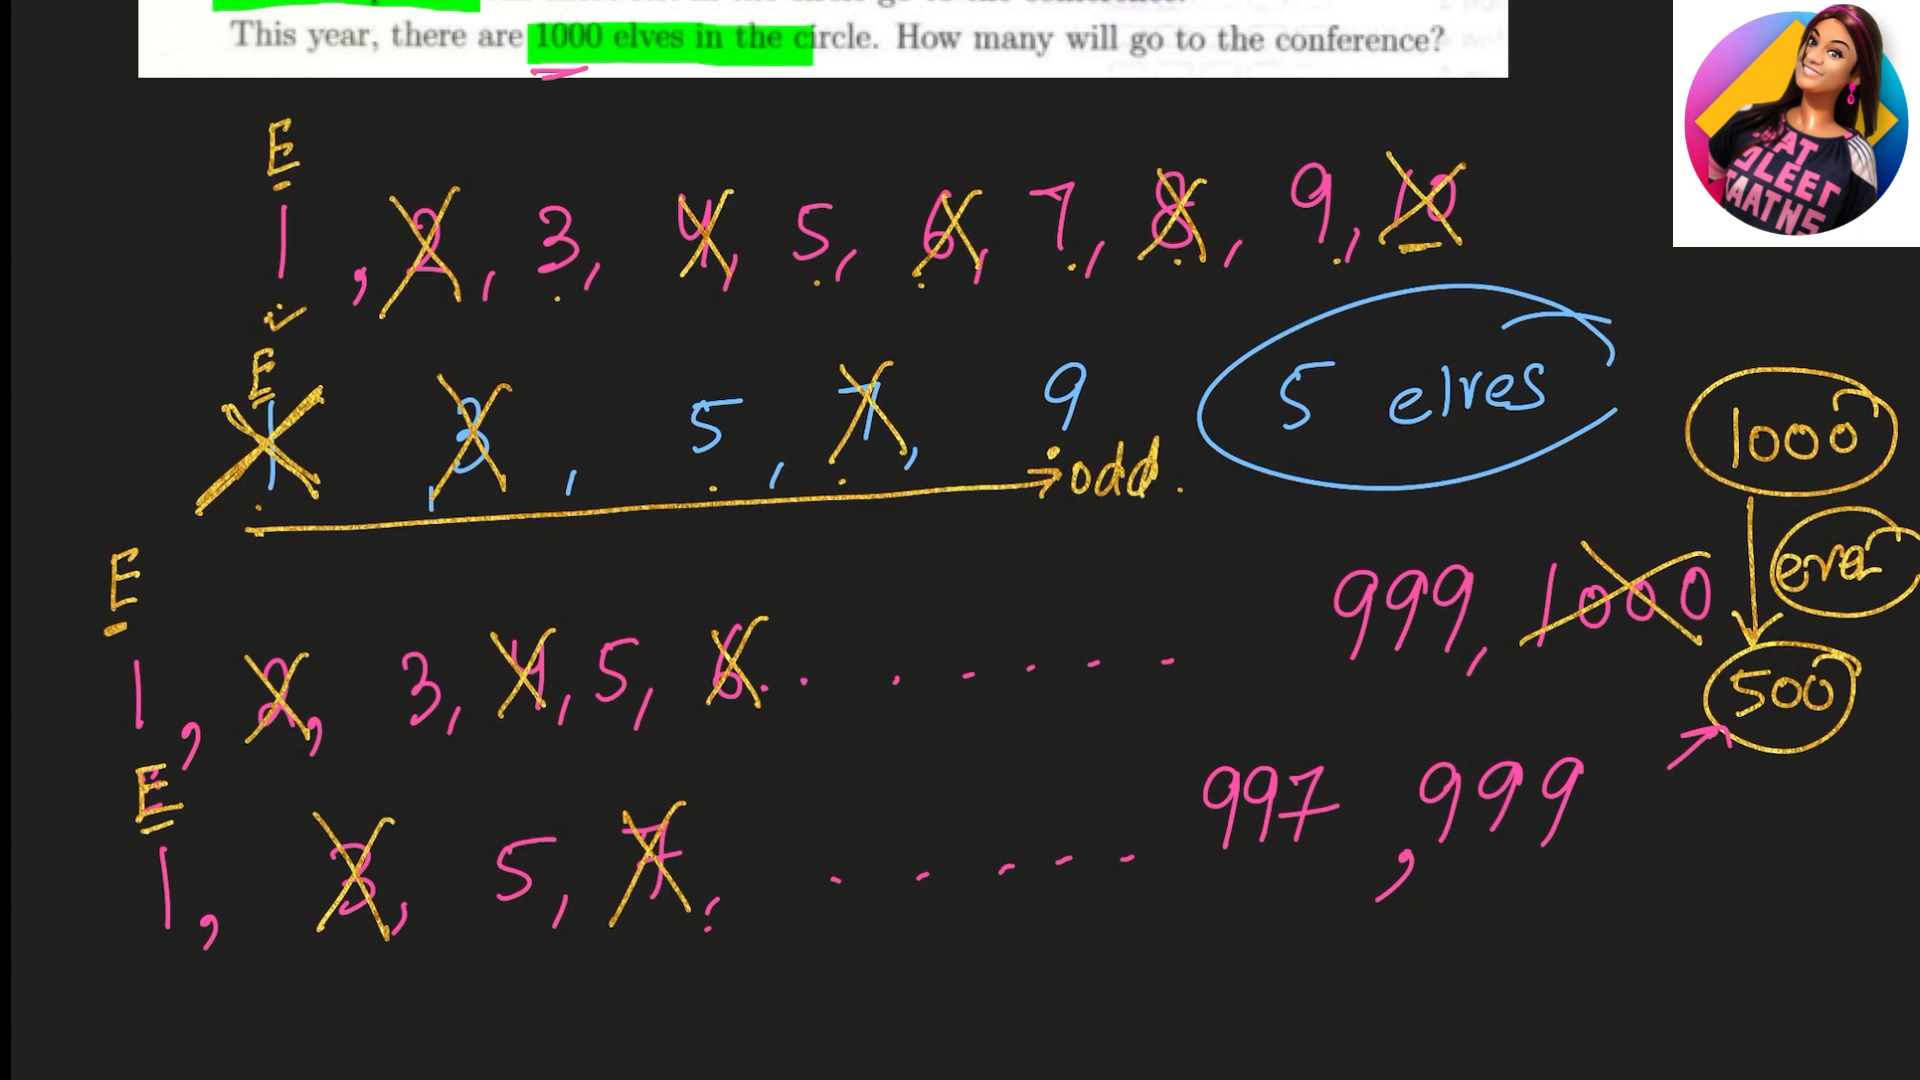 This year, there are 1000 elves in the circle. How many will go to the conference?
E
1, 2, 3, 4, 5, 6, 7, 8, 9, 10
E
1 3, 5, 7, 9
5 elves
odd.
1000
even
500
E
1, 2, 3, 4, 5, 6 . . . . . . . 999, 1000
E
1, 3, 5, 7, . . . . . 997, 999